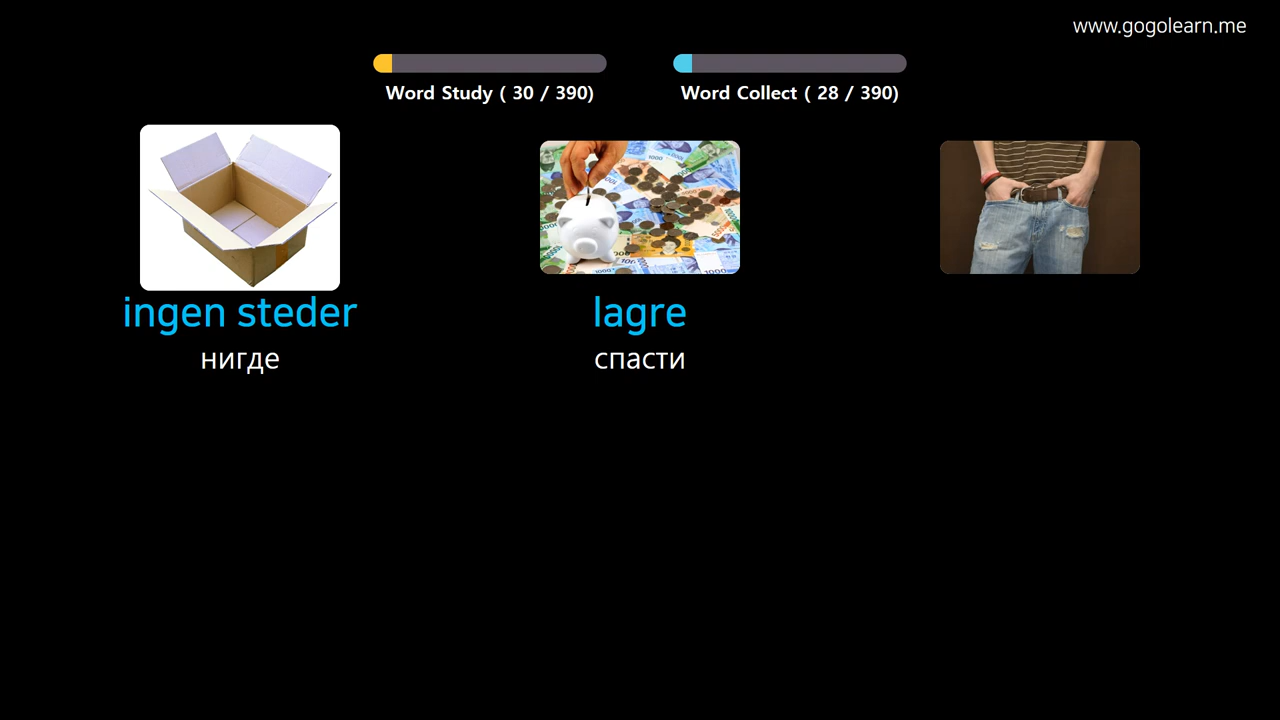 www.gogolearn.me
Word Study ( 30 / 390)
Word Collect ( 28 / 390)
ingen steder
lagre
нигде
спасти